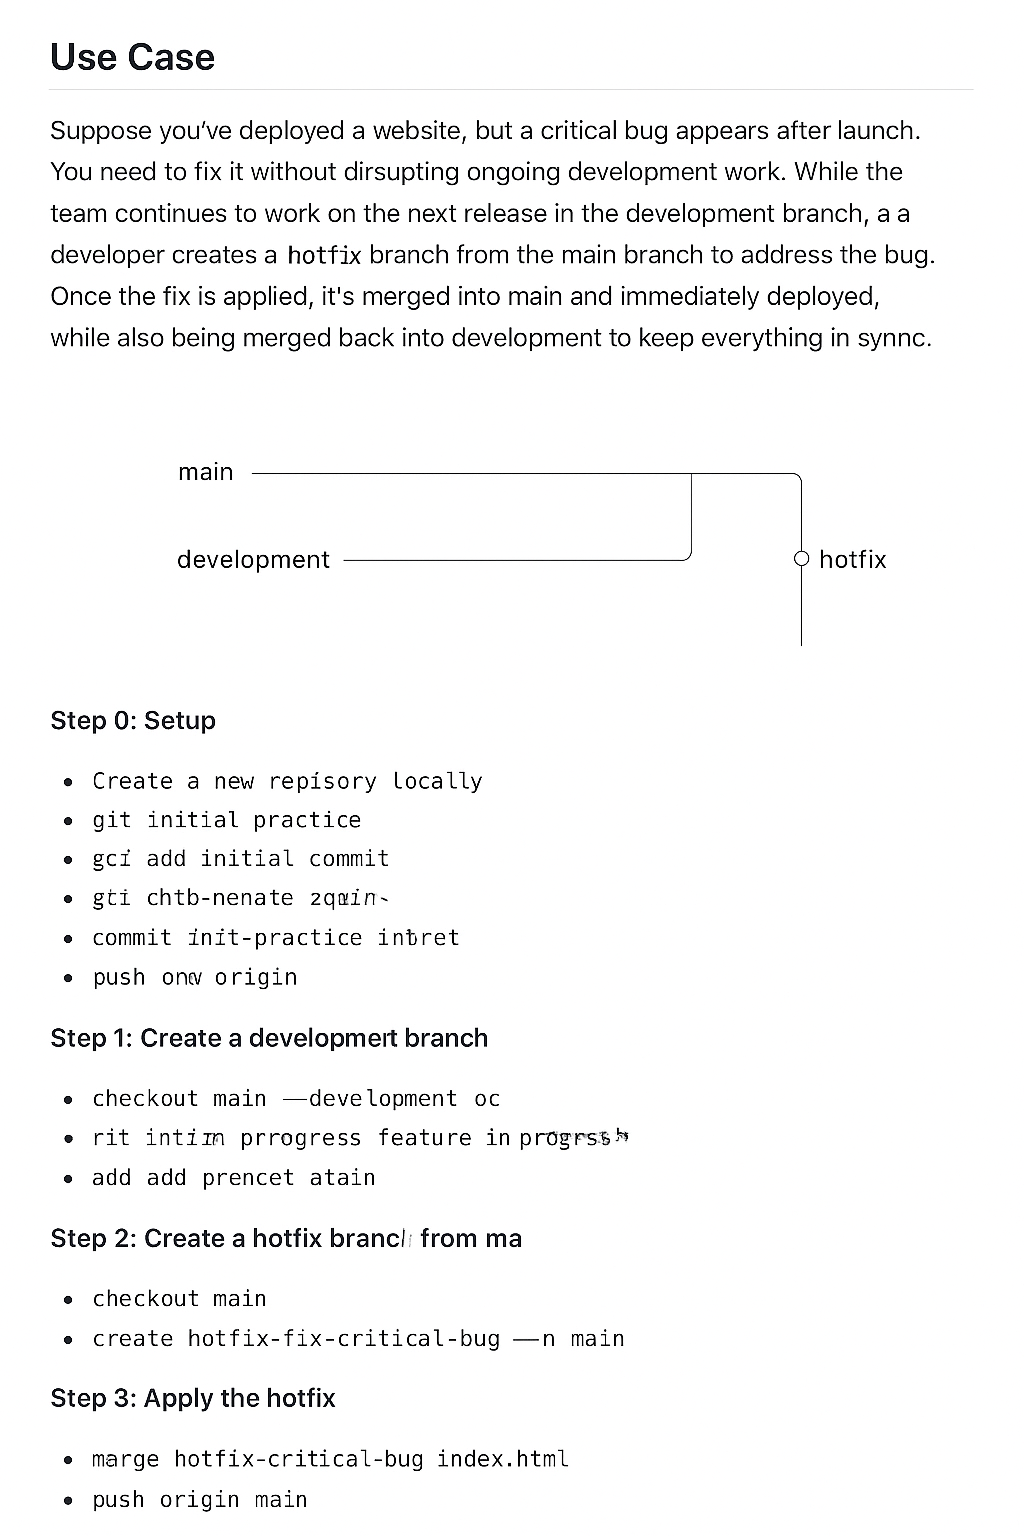 Use Case
Suppose you've deployed a website, but a critical bug appears after launch.
You need to fix it without dirsupting ongoing development work. While the
team continues to work on the next release in the development branch, a a
developer creates a hotfix branch from the main branch to address the bug.
Once the fix is applied, it's merged into main and immediately deployed,
while also being merged back into development to keep everything in synnc.
main
development
hotfix
Step 0: Setup
• Create a new repísory locally
• git initial practice
• gcí add initial commit
• gtí chtb-nenate
• commit init-practice intret
• push origin
Step 1: Create a developmert branch
• checkout main —development oc
• rit prrogress feature in
• add add prencet atain
Step 2: Create a hotfix from ma
• checkout main
• create hotfix-fix-critical-bug —n main
Step 3: Apply the hotfix
• marge hotfix-critical-bug index.html
• push origin main